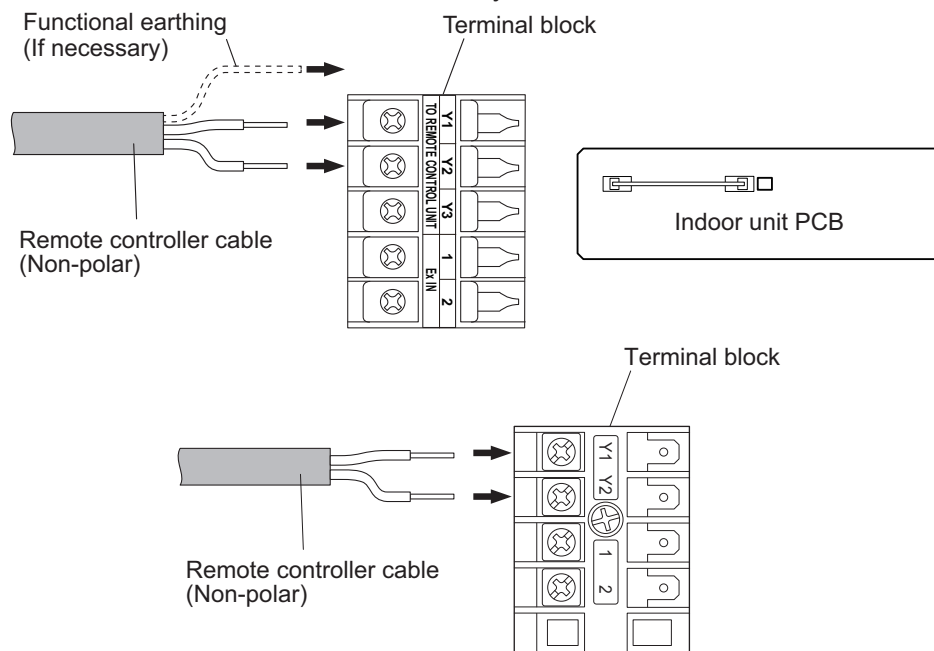 Functional earthing
(If necessary)
Terminal block
Y1
Y2
Y3
1
2
TO REMOTE CONTROL UNIT
Ex IN
Remote controller cable
(Non-polar)
Indoor unit PCB
Terminal block
Y1 Y2
1 2
Remote controller cable
(Non-polar)